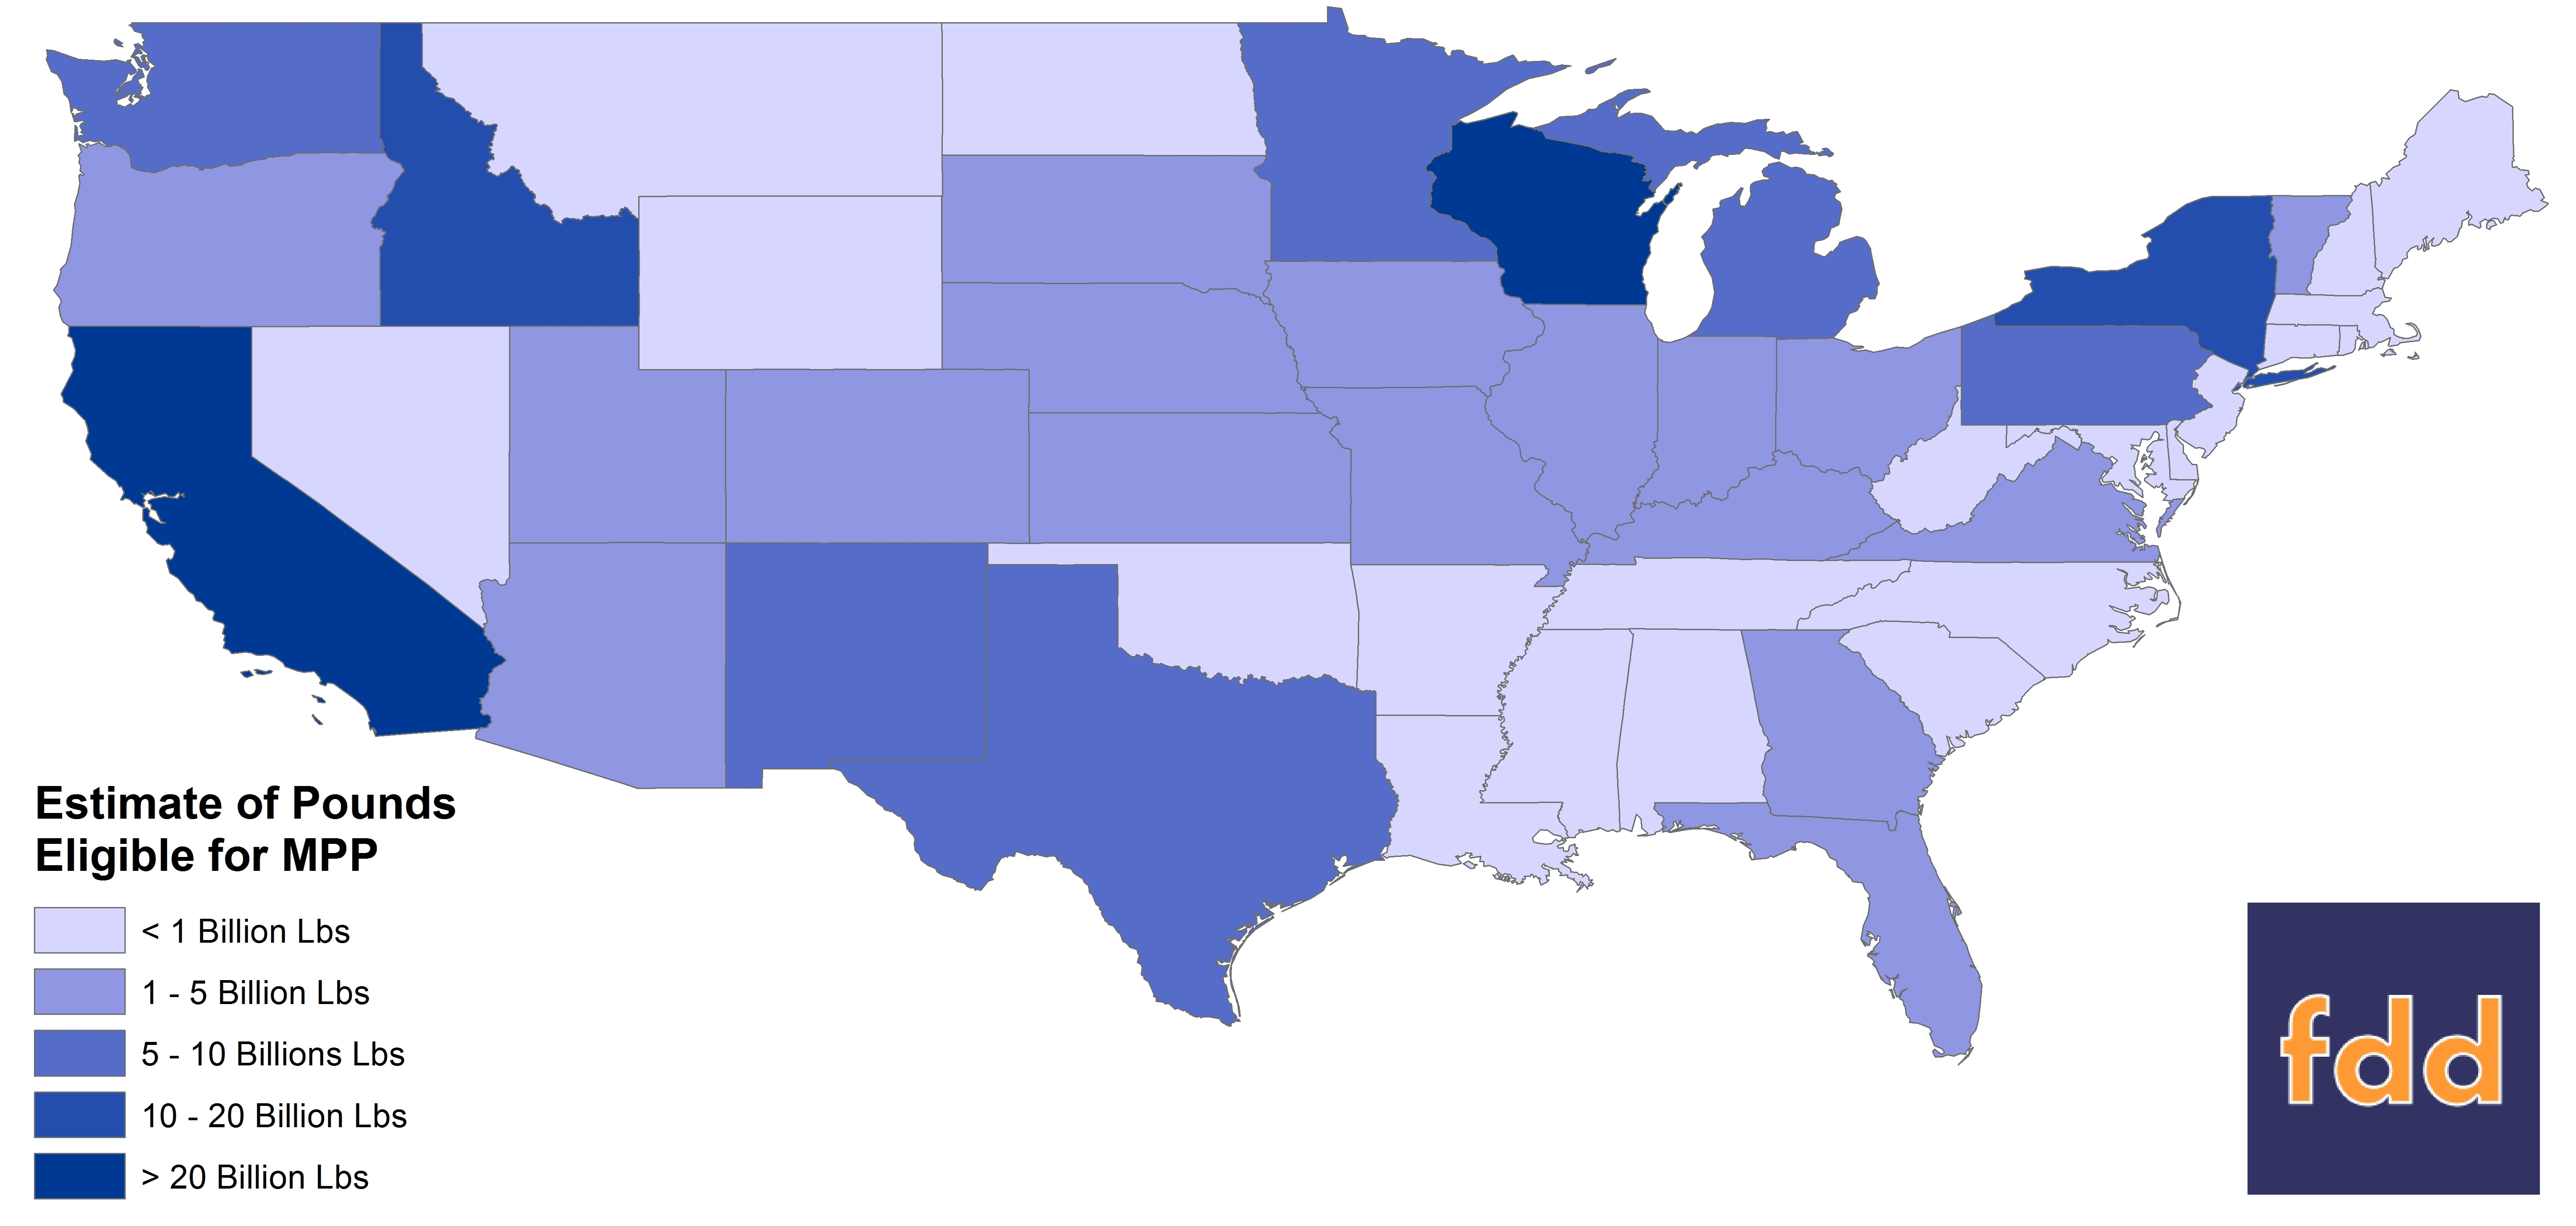 Estimate of Pounds
Eligible for MPP
< 1 Billion Lbs
1 - 5 Billion Lbs
5 - 10 Billions Lbs
10 - 20 Billion Lbs
> 20 Billion Lbs
fdd